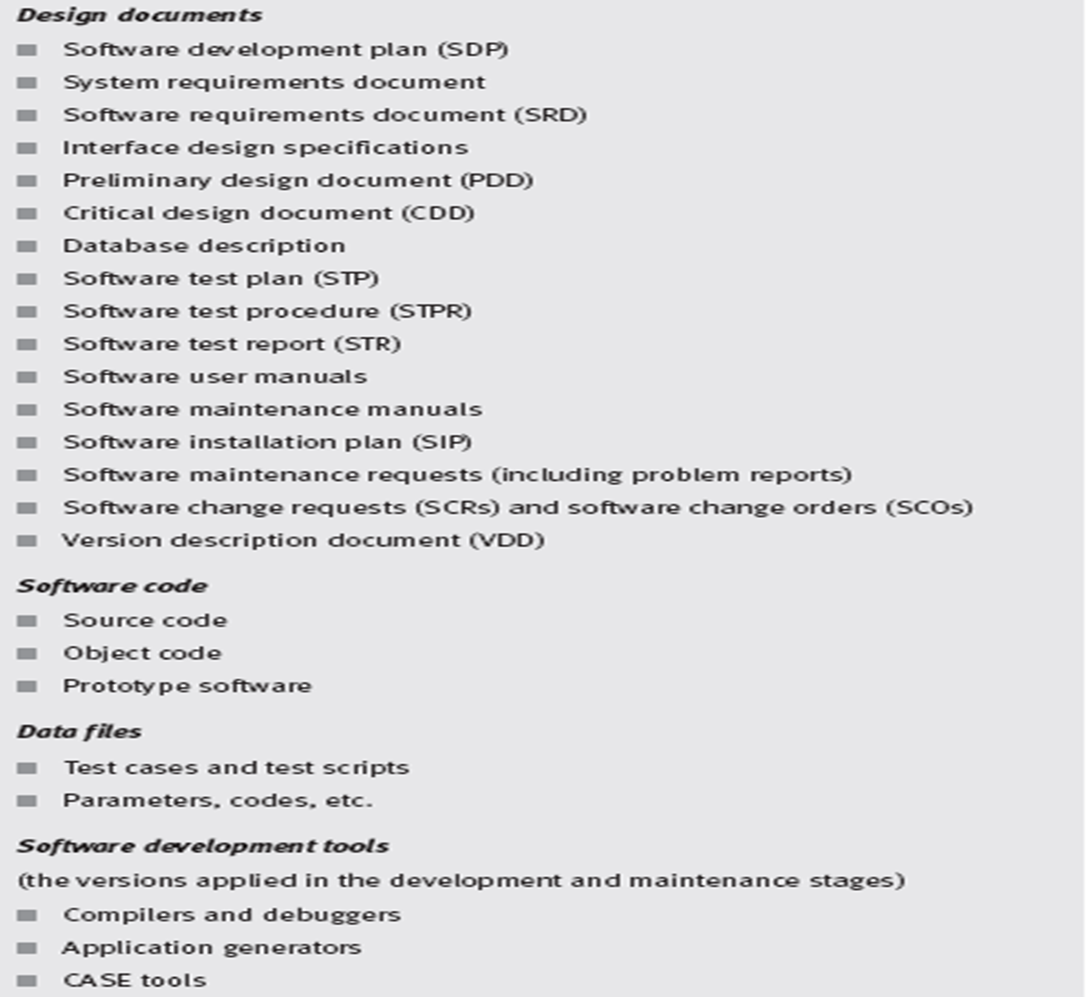 Design documents
Software development plan (SDP)
System requirements document
Software requirements document (SRD)
Interface design specifications
Preliminary design document (PDD)
Critical design document (CDD)
Database description
Software test plan (STP)
Software test procedure (STPR)
Software test report (STR)
Software user manuals
Software maintenance manuals
Software installation plan (SIP)
Software maintenance requests (including problem reports)
Software change requests (SCRs) and software change orders (SCOs)
Version description document (VDD)
Software code
Source code
Object code
Prototype software
Data files
Test cases and test scripts
Parameters, codes, etc.
Software development tools
(the versions applied in the development and maintenance stages)
Compilers and debuggers
Application generators
CASE tools